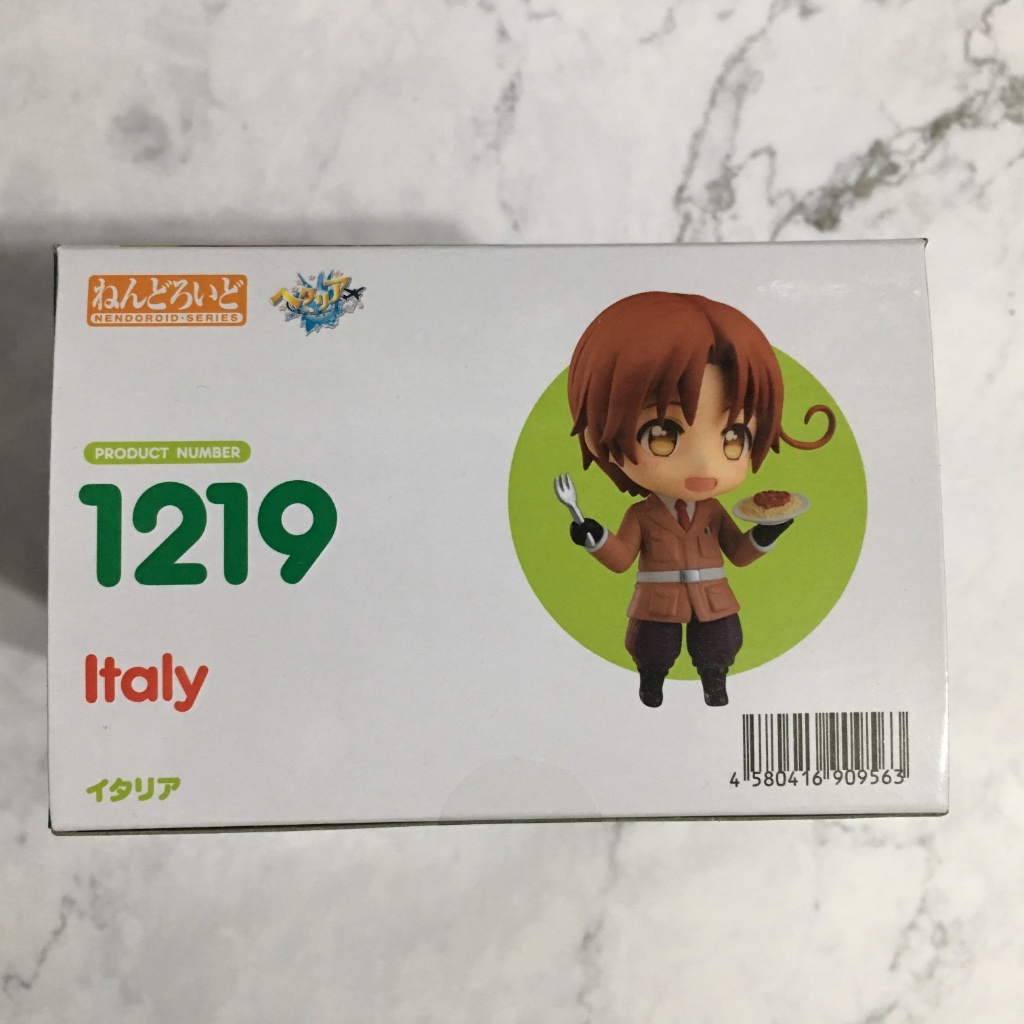 ねんどろいど
NENDOROID・SERIES
ヘタリア
PRODUCT NUMBER
1219
Italy
イタリア
4 580416 909563